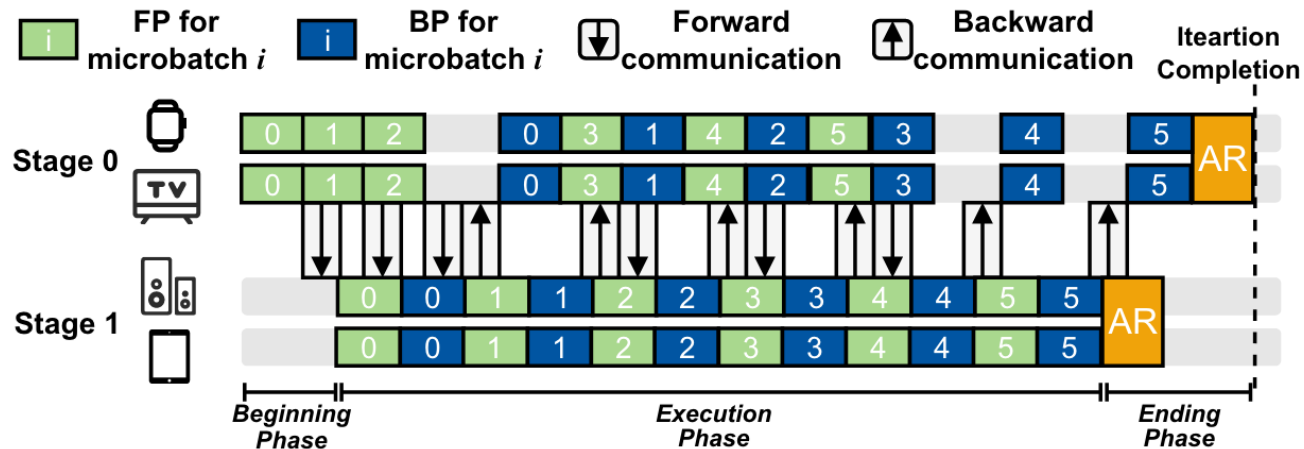 i FP for microbatch i
i BP for microbatch i
Forward communication
Backward communication
Iteartion Completion
Stage 0
0 1 2 0 3 1 4 2 5 3 4 5
AR
TV
0 1 2 0 3 1 4 2 5 3 4 5
Stage 1
0 0 1 1 2 2 3 3 4 4 5 5
AR
0 0 1 1 2 2 3 3 4 4 5 5
Beginning Phase
Execution Phase
Ending Phase